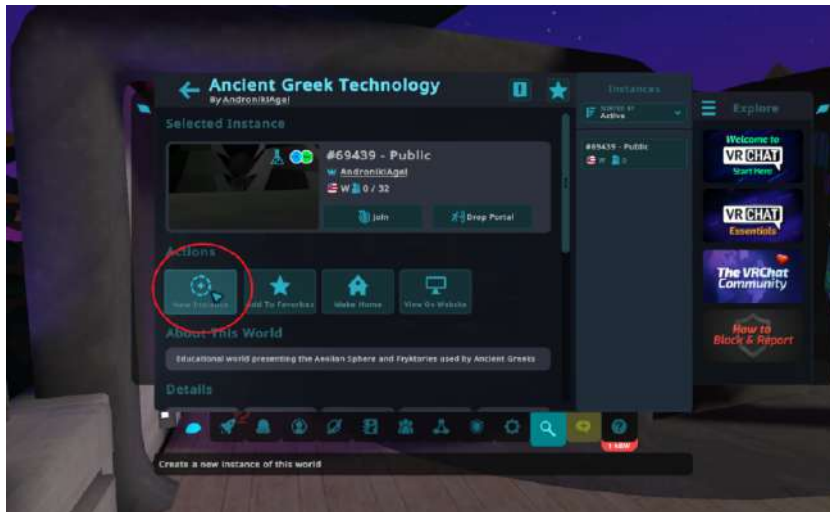 Ancient Greek Technology
By AndronikiAgel
Selected Instance
#69439 - Public
AndronikiAgel
W 0 / 32
Join
Drop Portal
Actions
New Instance
Add To Favorites
Make Home
View On Website
About This World
Educational world presenting the Aeolian Sphere and Fryktories used by Ancient Greeks
Details
Create a new instance of this world
Instances
Active
#69439 - Public
W 0
Explore
Welcome to
VRCHAT
Start Here
VRCHAT
Essentials
The VRChat
Community
How to
Block & Report
1 NEW